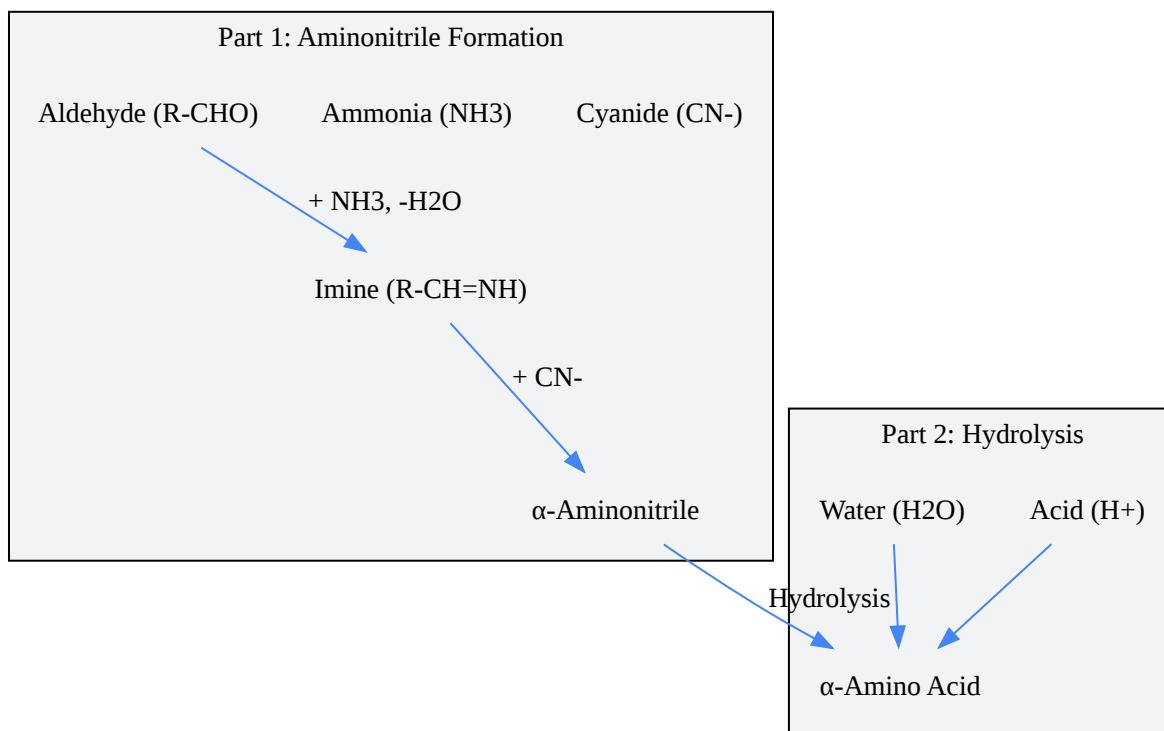 Part 1: Aminonitrile Formation
Aldehyde (R-CHO)
Ammonia (NH3)
Cyanide (CN-)
+ NH3, -H2O
Imine (R-CH=NH)
+ CN-
α-Aminonitrile
Part 2: Hydrolysis
Water (H2O)
Acid (H+)
Hydrolysis
α-Amino Acid